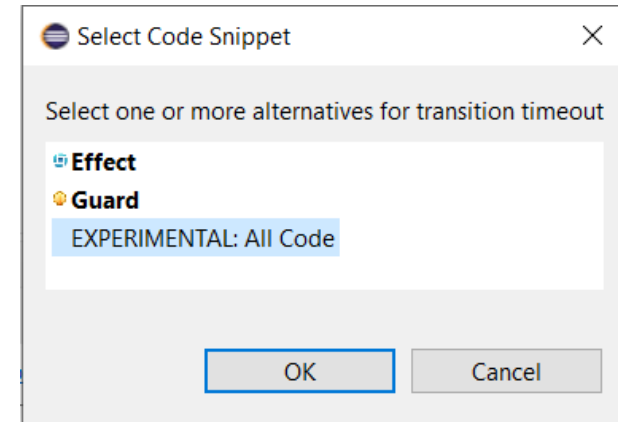 Select Code Snippet
Select one or more alternatives for transition timeout
Effect
Guard
EXPERIMENTAL: All Code
OK
Cancel